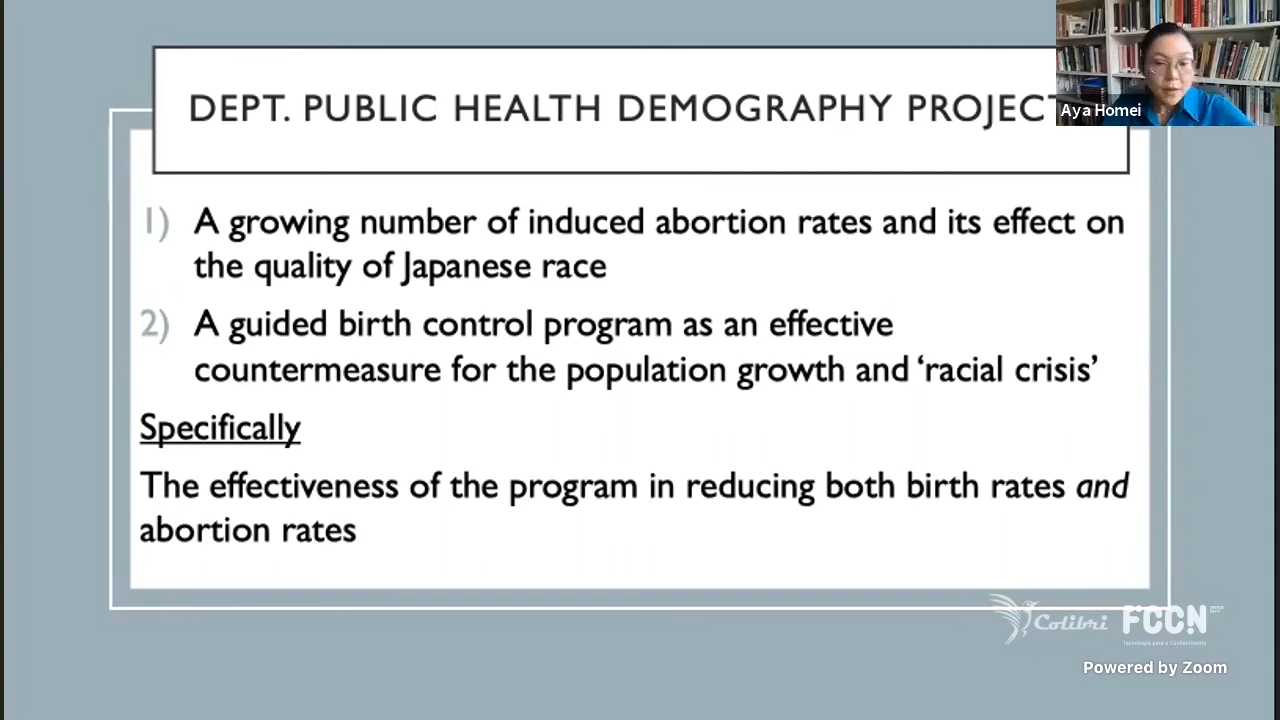 DEPT. PUBLIC HEALTH DEMOGRAPHY PROJECT
Aya Homei
1) A growing number of induced abortion rates and its effect on
the quality of Japanese race
2) A guided birth control program as an effective
countermeasure for the population growth and ‘racial crisis’
Specifically
The effectiveness of the program in reducing both birth rates and
abortion rates
Colibri FCCN
Tecnologia para o Conhecimento
Powered by Zoom